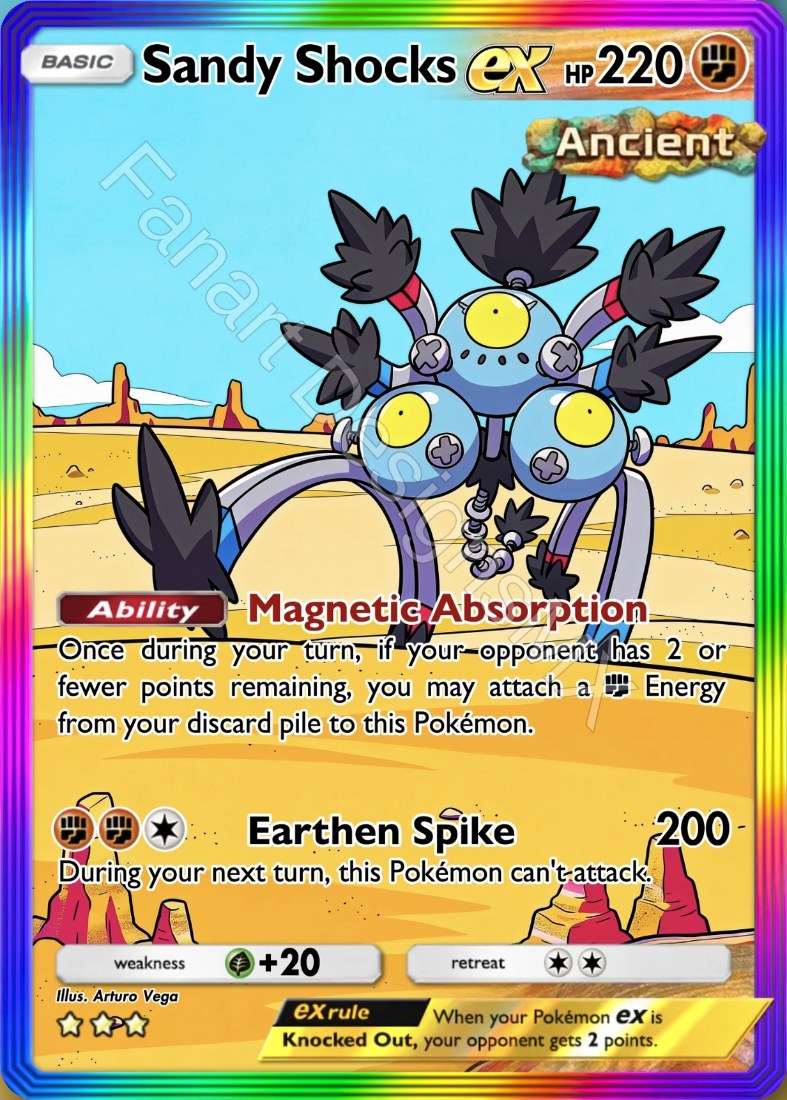 BASIC Sandy Shocks ex HP 220
Ancient
Fanart DesignsMX
Ability Magnetic Absorption
Once during your turn, if your opponent has 2 or
fewer points remaining, you may attach a Energy
from your discard pile to this Pokémon.
Earthen Spike 200
During your next turn, this Pokémon can't attack.
weakness +20 retreat
Illus. Arturo Vega
ex rule When your Pokémon ex is
Knocked Out, your opponent gets 2 points.